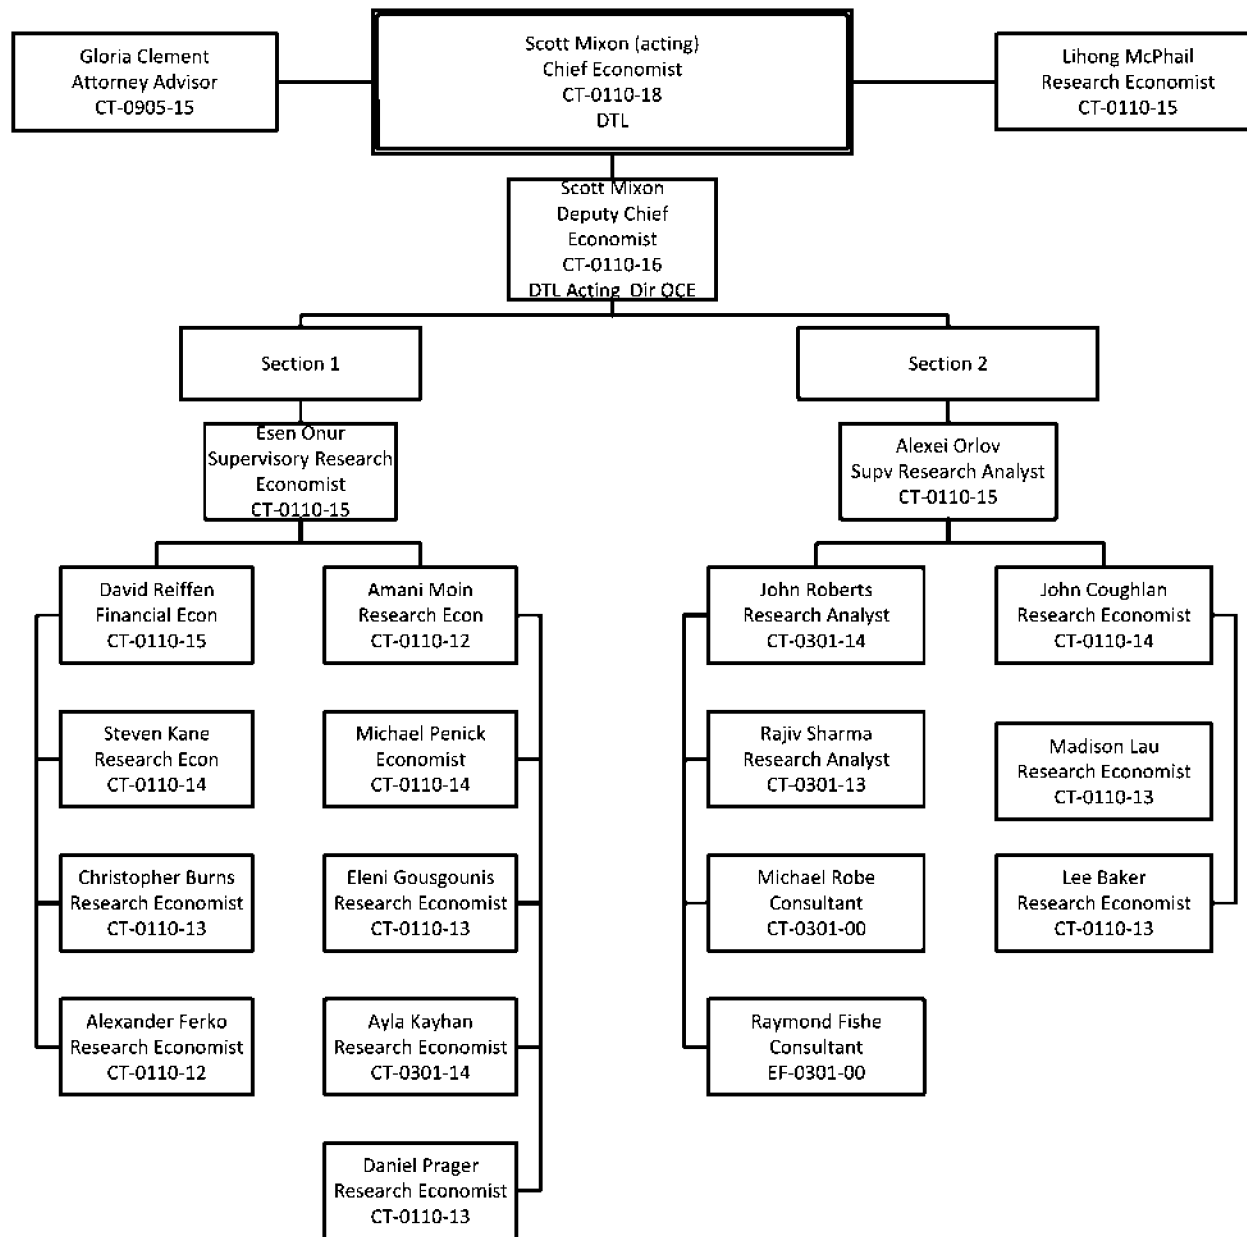 Gloria Clement
Attorney Advisor
CT-0905-15
Scott Mixon (acting)
Chief Economist
CT-0110-18
DTL
Lihong McPhail
Research Economist
CT-0110-15
Scott Mixon
Deputy Chief
Economist
CT-0110-16
DTL Acting Dir OCE
Section 1
Section 2
Esen Onur
Supervisory Research
Economist
CT-0110-15
Alexei Orlov
Supv Research Analyst
CT-0110-15
David Reiffen
Financial Econ
CT-0110-15
Amani Moin
Research Econ
CT-0110-12
John Roberts
Research Analyst
CT-0301-14
John Coughlan
Research Economist
CT-0110-14
Steven Kane
Research Econ
CT-0110-14
Michael Penick
Economist
CT-0110-14
Rajiv Sharma
Research Analyst
CT-0301-13
Madison Lau
Research Economist
CT-0110-13
Christopher Burns
Research Economist
CT-0110-13
Eleni Gousgounis
Research Economist
CT-0110-13
Michael Robe
Consultant
CT-0301-00
Lee Baker
Research Economist
CT-0110-13
Alexander Ferko
Research Economist
CT-0110-12
Ayla Kayhan
Research Economist
CT-0301-14
Raymond Fishe
Consultant
EF-0301-00
Daniel Prager
Research Economist
CT-0110-13